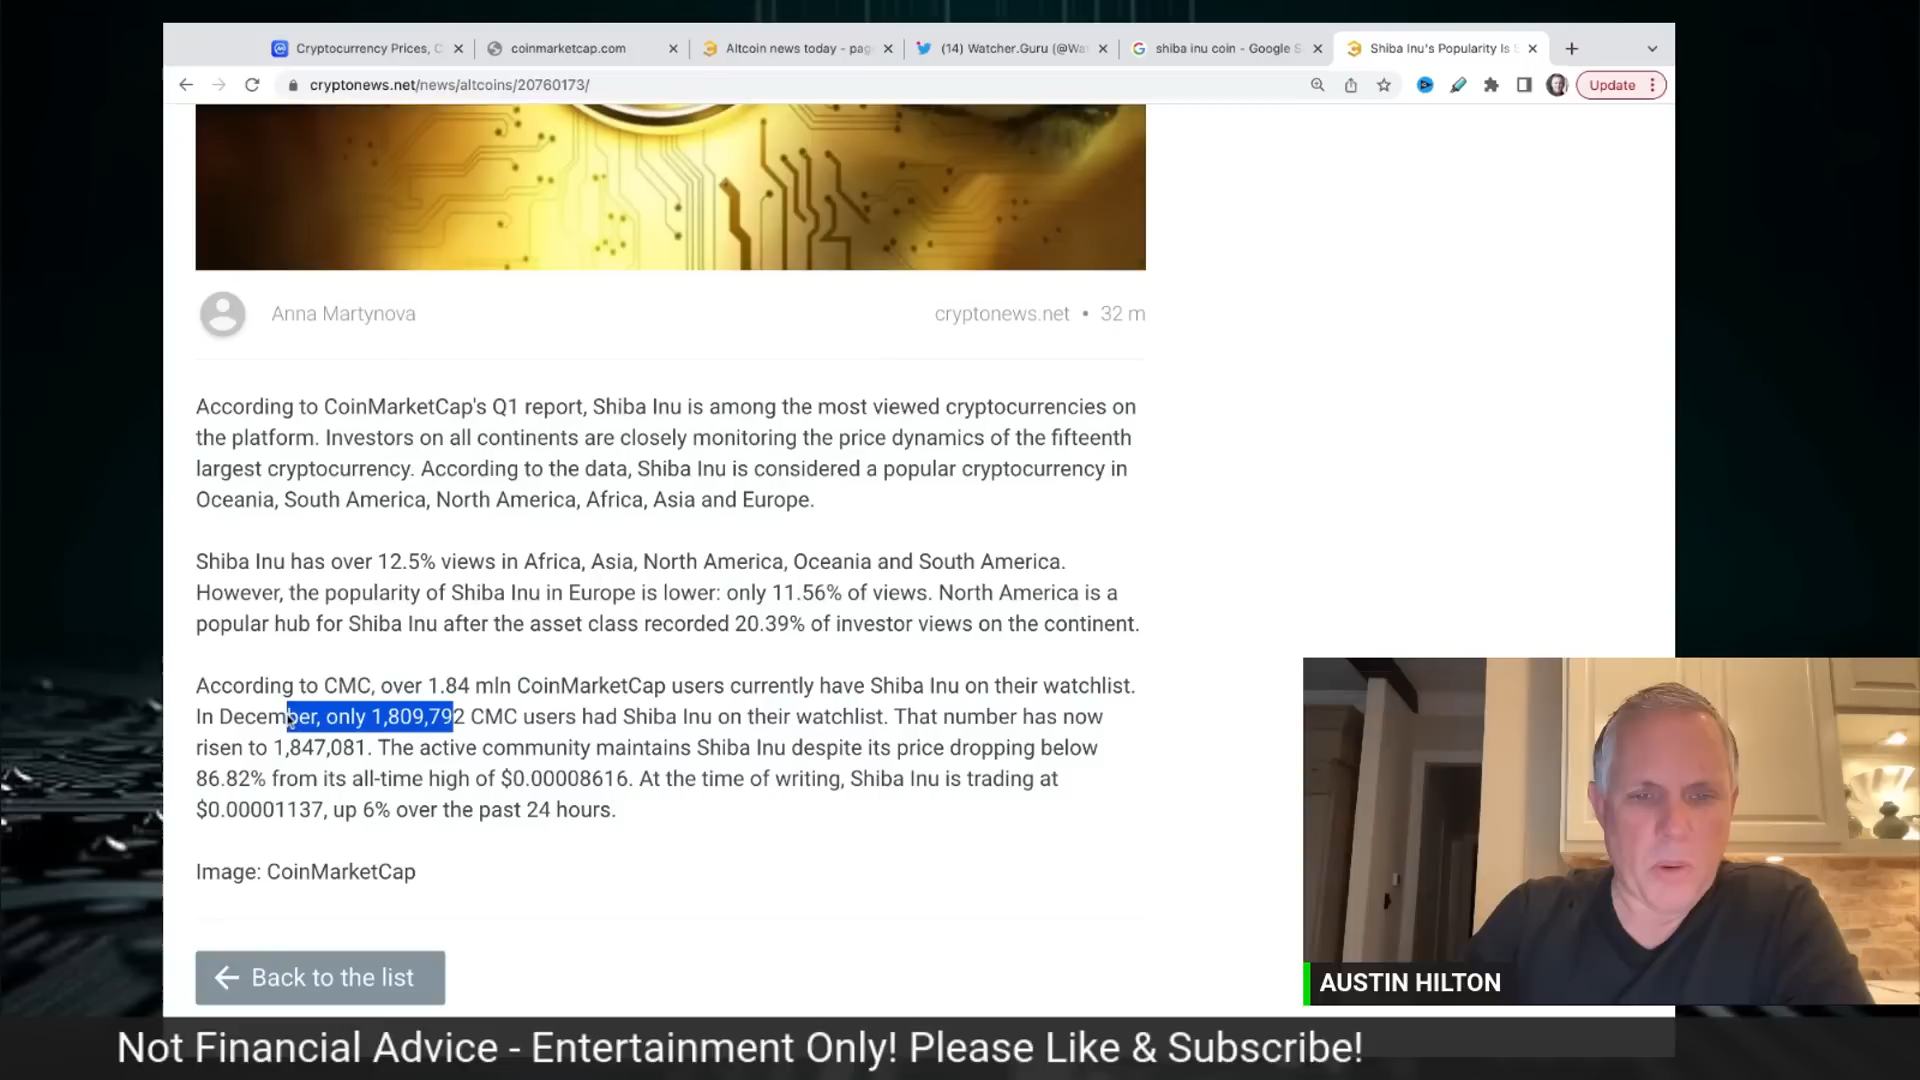 Cryptocurrency Prices, C
coinmarketcap.com
Altcoin news today - pag
(14) Watcher.Guru (@Wa
shiba inu coin - Google S
Shiba Inu's Popularity Is
cryptonews.net/news/altcoins/20760173/
Update
Anna Martynova
cryptonews.net • 32 m
According to CoinMarketCap's Q1 report, Shiba Inu is among the most viewed cryptocurrencies on
the platform. Investors on all continents are closely monitoring the price dynamics of the fifteenth
largest cryptocurrency. According to the data, Shiba Inu is considered a popular cryptocurrency in
Oceania, South America, North America, Africa, Asia and Europe.
Shiba Inu has over 12.5% views in Africa, Asia, North America, Oceania and South America.
However, the popularity of Shiba Inu in Europe is lower: only 11.56% of views. North America is a
popular hub for Shiba Inu after the asset class recorded 20.39% of investor views on the continent.
According to CMC, over 1.84 mln CoinMarketCap users currently have Shiba Inu on their watchlist.
In December, only 1,809,792 CMC users had Shiba Inu on their watchlist. That number has now
risen to 1,847,081. The active community maintains Shiba Inu despite its price dropping below
86.82% from its all-time high of $0.00008616. At the time of writing, Shiba Inu is trading at
$0.00001137, up 6% over the past 24 hours.
Image: CoinMarketCap
Back to the list
AUSTIN HILTON
Not Financial Advice - Entertainment Only! Please Like & Subscribe!